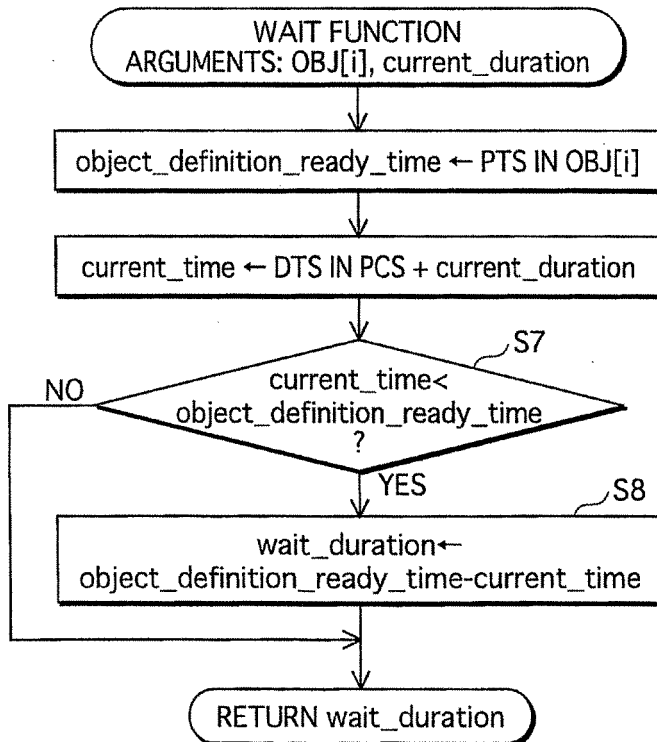 WAIT FUNCTION
ARGUMENTS: OBJ[i], current_duration
object_definition_ready_time ← PTS IN OBJ[i]
current_time ← DTS IN PCS + current_duration
S7
current_time<
object_definition_ready_time
?
NO
YES
S8
wait_duration←
object_definition_ready_time-current_time
RETURN wait_duration